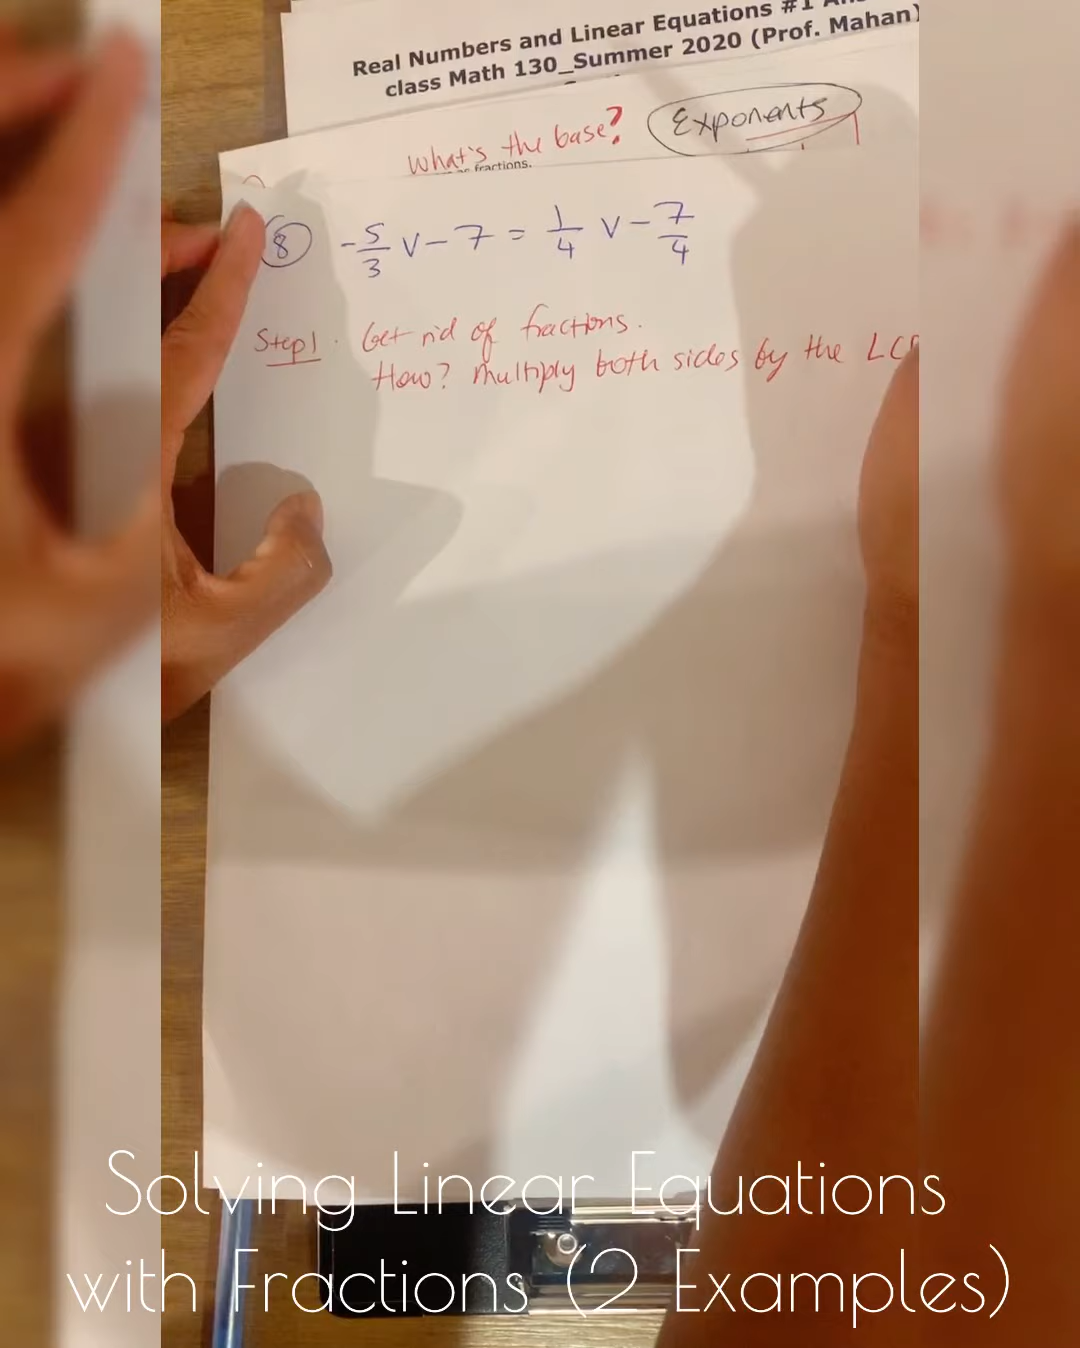 Real Numbers and Linear Equations #1
class Math 130_Summer 2020 (Prof. Mahan)
What's the base? Exponents
fractions.
8 -5/3 v - 7 = 1/4 v - 7/4
Step 1. Get rid of fractions.
How? Multiply both sides by the
Solving Linear Equations
with Fractions (2 Examples)